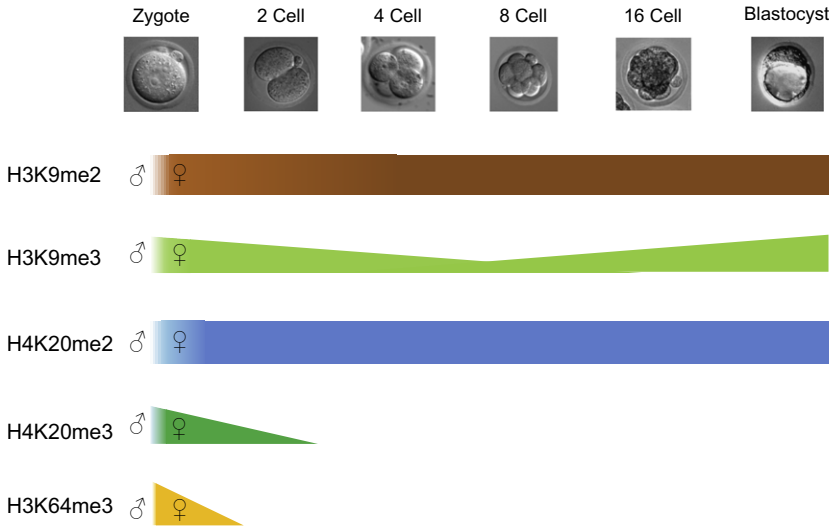 Zygote 2 Cell 4 Cell 8 Cell 16 Cell Blastocyst
H3K9me2 ♂ ♀
H3K9me3 ♂ ♀
H4K20me2 ♂ ♀
H4K20me3 ♂ ♀
H3K64me3 ♂ ♀